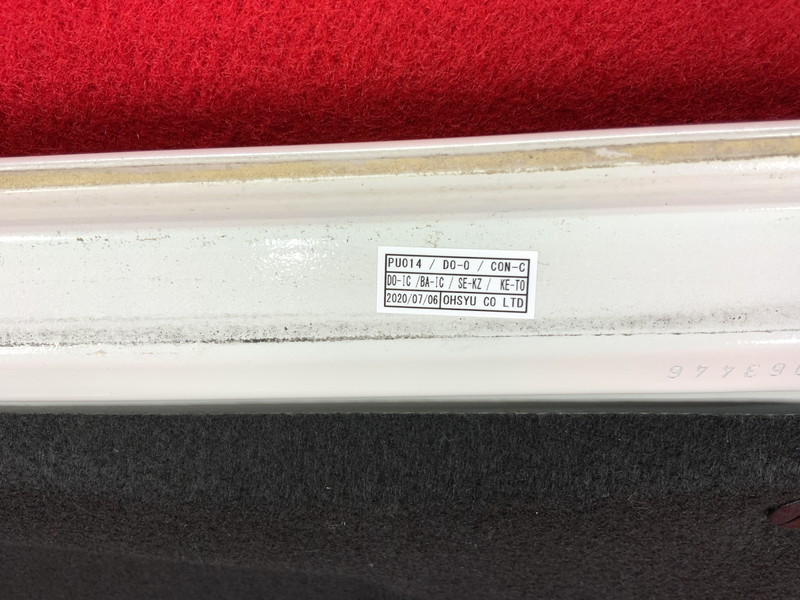 PU014 / DO-O / CON-C
DO-IC /BA-IC / SE-KZ / KE-TO
2020/07/06 OHSYU CO LTD